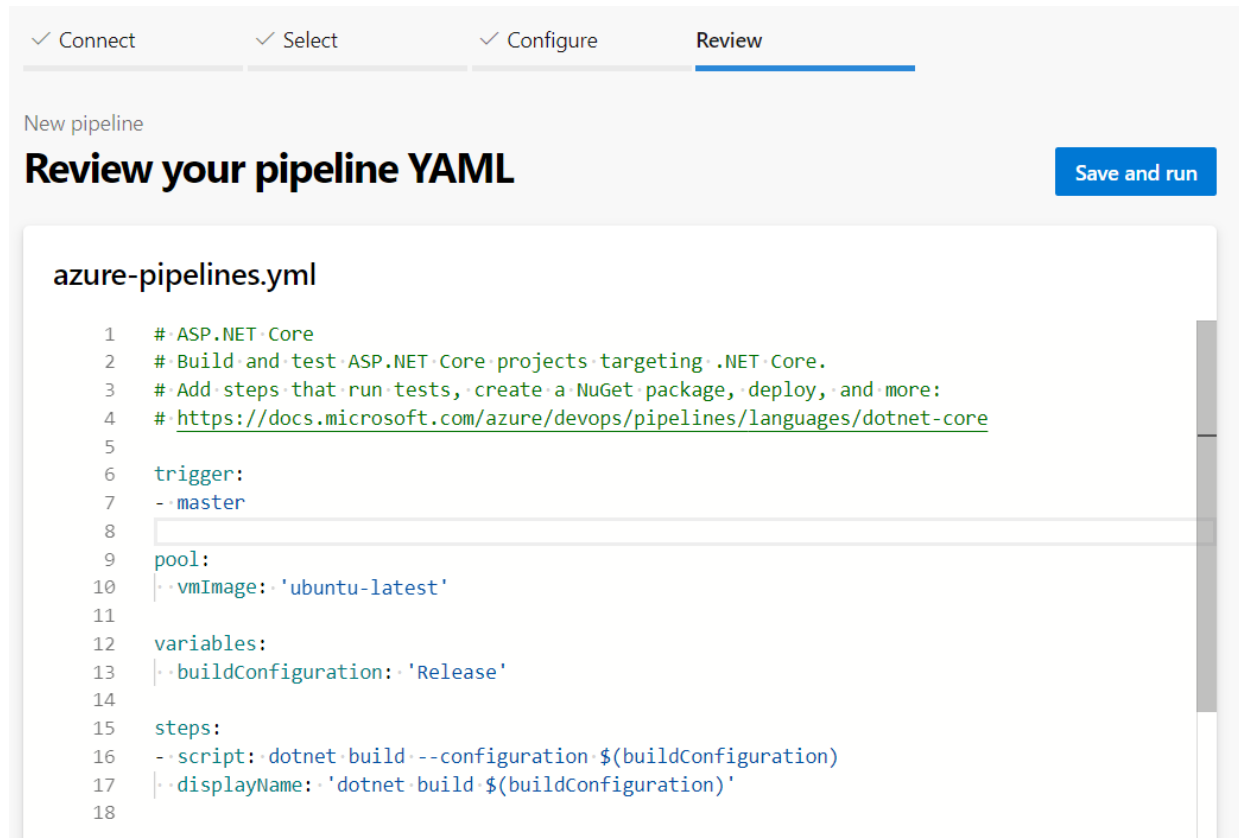 Connect Select Configure Review
New pipeline
Review your pipeline YAML
Save and run
azure-pipelines.yml
1 # ASP.NET Core
2 # Build and test ASP.NET Core projects targeting .NET Core.
3 # Add steps that run tests, create a NuGet package, deploy, and more:
4 # https://docs.microsoft.com/azure/devops/pipelines/languages/dotnet-core
5
6 trigger:
7 - master
8
9 pool:
10   vmImage: 'ubuntu-latest'
11
12 variables:
13   buildConfiguration: 'Release'
14
15 steps:
16 - script: dotnet build --configuration $(buildConfiguration)
17   displayName: 'dotnet build $(buildConfiguration)'
18